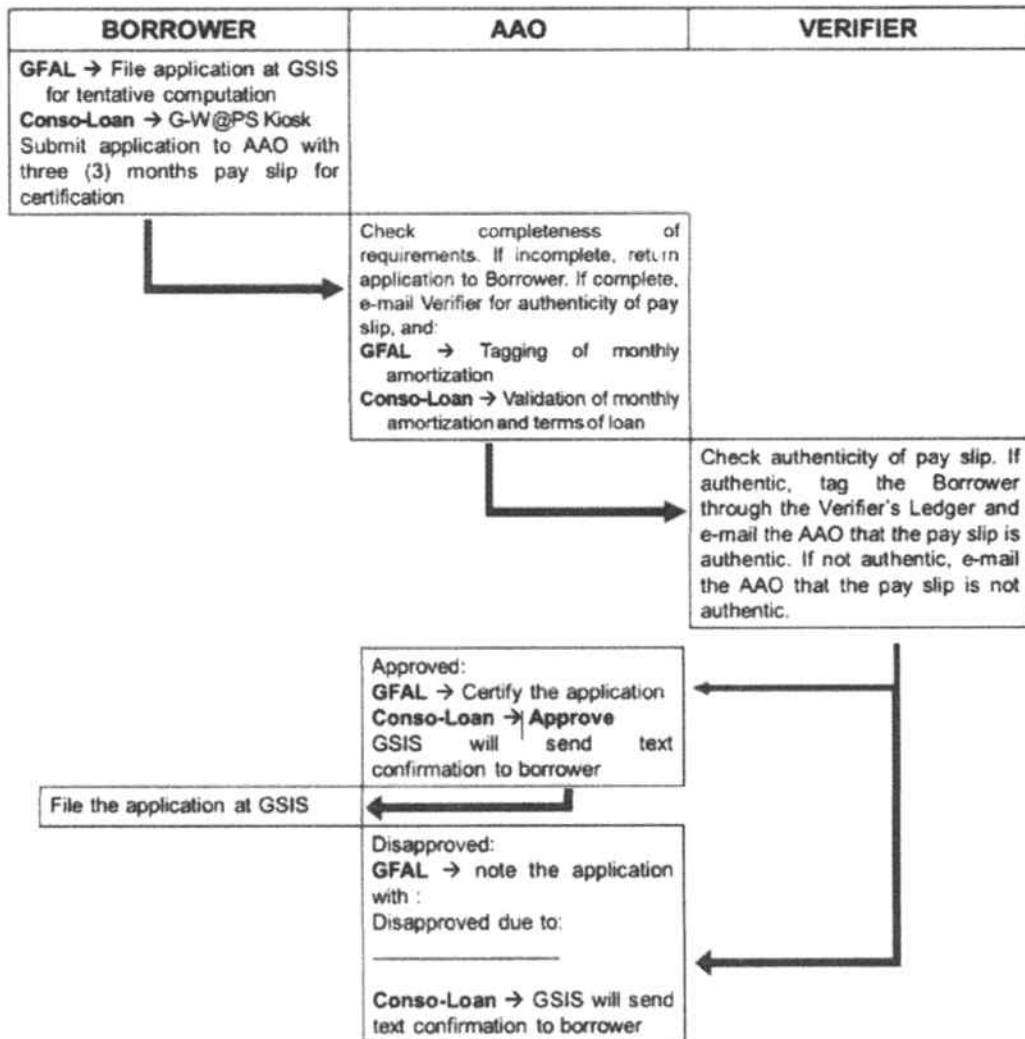 BORROWER AAO VERIFIER
GFAL → File application at GSIS
for tentative computation
Conso-Loan → G-W@PS Kiosk
Submit application to AAO with
three (3) months pay slip for
certification
Check completeness of
requirements. If incomplete, return
application to Borrower. If complete,
e-mail Verifier for authenticity of pay
slip, and:
GFAL → Tagging of monthly
amortization
Conso-Loan → Validation of monthly
amortization and terms of loan
Check authenticity of pay slip. If
authentic, tag the Borrower
through the Verifier's Ledger and
e-mail the AAO that the pay slip is
authentic. If not authentic, e-mail
the AAO that the pay slip is not
authentic.
Approved:
GFAL → Certify the application
Conso-Loan → Approve
GSIS will send text
confirmation to borrower
File the application at GSIS
Disapproved:
GFAL → note the application
with :
Disapproved due to:
Conso-Loan → GSIS will send
text confirmation to borrower